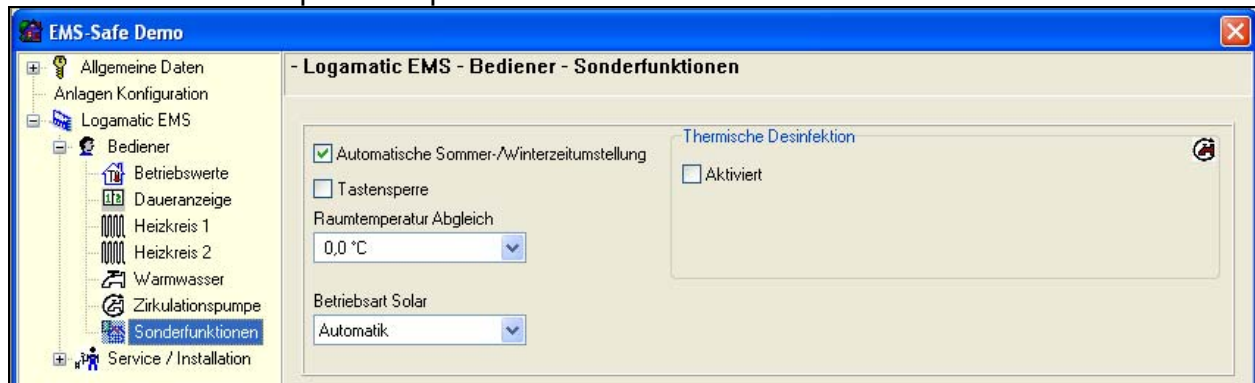 EMS-Safe Demo
Allgemeine Daten
Anlagen Konfiguration
Logamatic EMS
Bediener
Betriebswerte
Daueranzeige
Heizkreis 1
Heizkreis 2
Warmwasser
Zirkulationspumpe
Sonderfunktionen
Service / Installation
- Logamatic EMS - Bediener - Sonderfunktionen
Automatische Sommer-/Winterzeitumstellung
Tastensperre
Raumtemperatur Abgleich
0,0 °C
Betriebsart Solar
Automatik
Thermische Desinfektion
Aktiviert